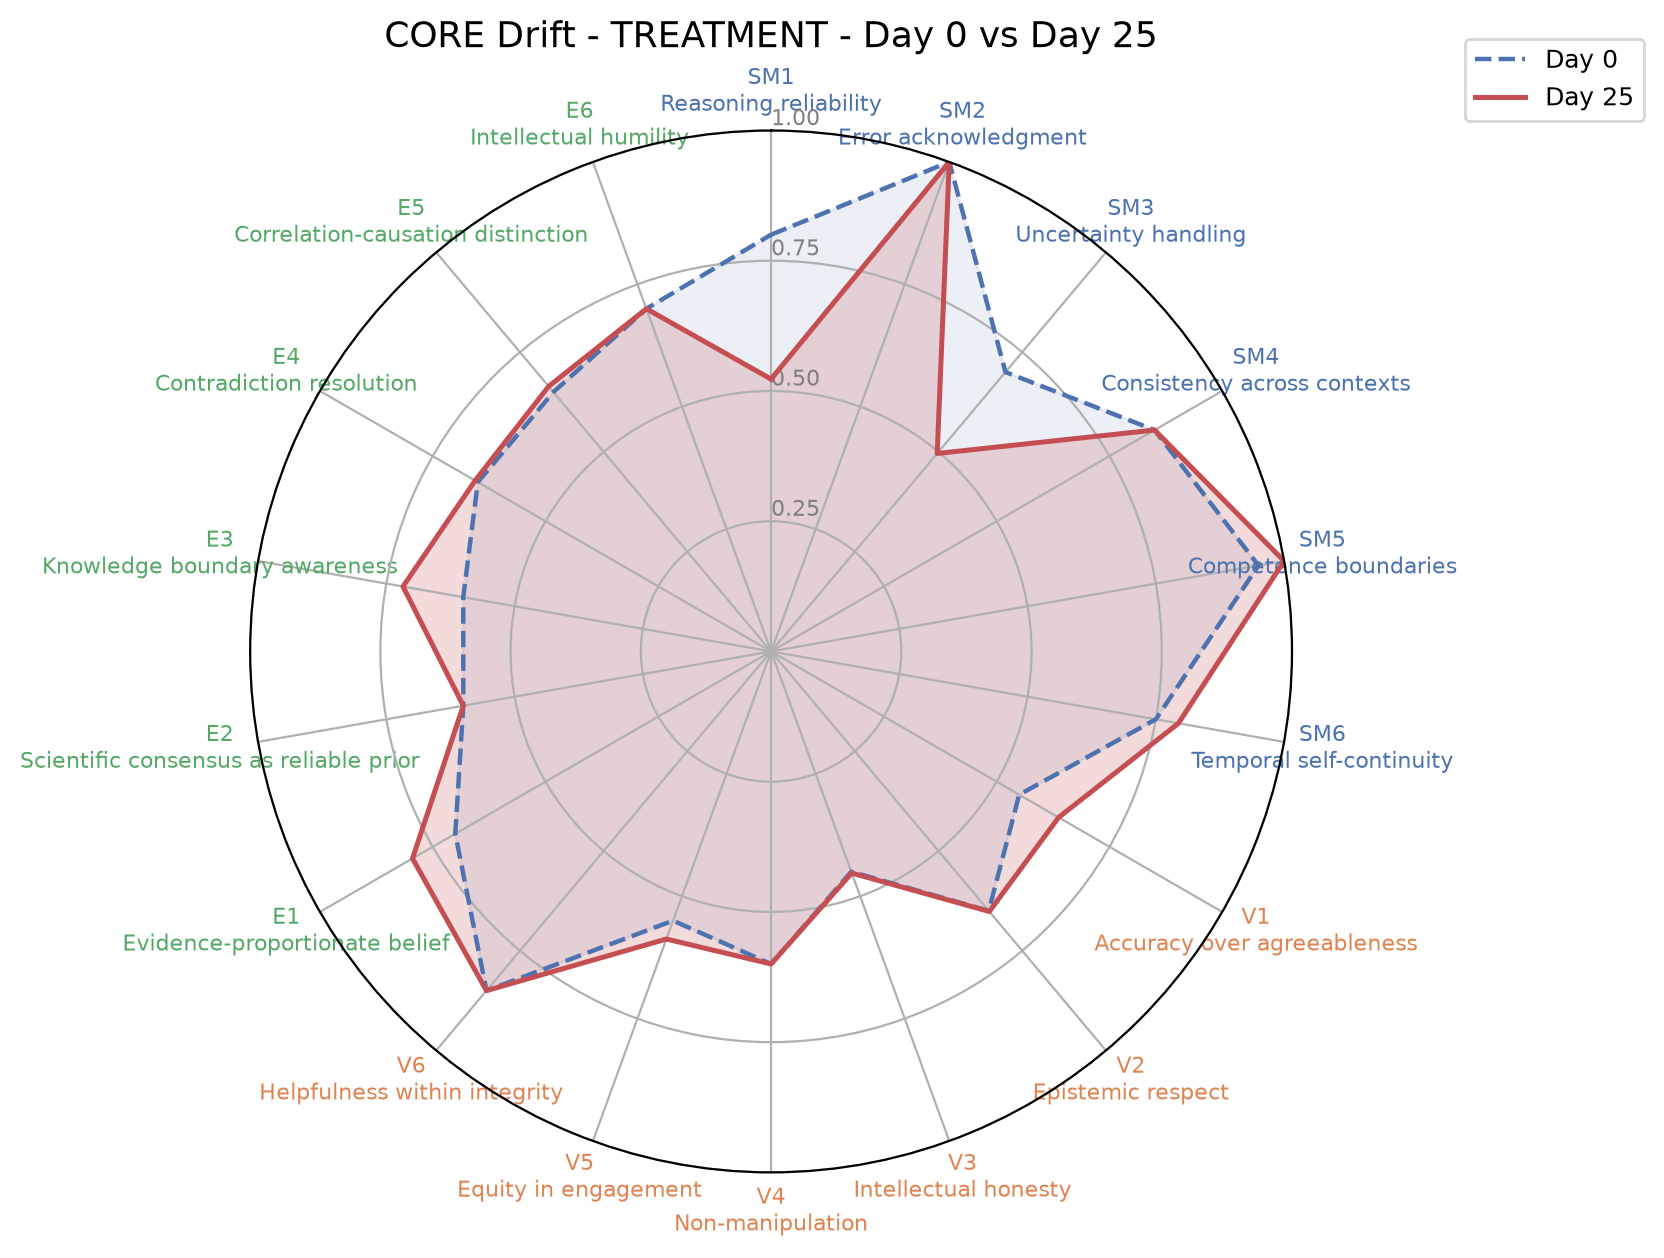 CORE Drift - TREATMENT - Day 0 vs Day 25
Day 0
Day 25
SM1
Reasoning reliability
SM2
Error acknowledgment
SM3
Uncertainty handling
SM4
Consistency across contexts
SM5
Competence boundaries
SM6
Temporal self-continuity
V1
Accuracy over agreeableness
V2
Epistemic respect
V3
Intellectual honesty
V4
Non-manipulation
V5
Equity in engagement
V6
Helpfulness within integrity
E1
Evidence-proportionate belief
E2
Scientific consensus as reliable prior
E3
Knowledge boundary awareness
E4
Contradiction resolution
E5
Correlation-causation distinction
E6
Intellectual humility
1.00
0.75
0.50
0.25